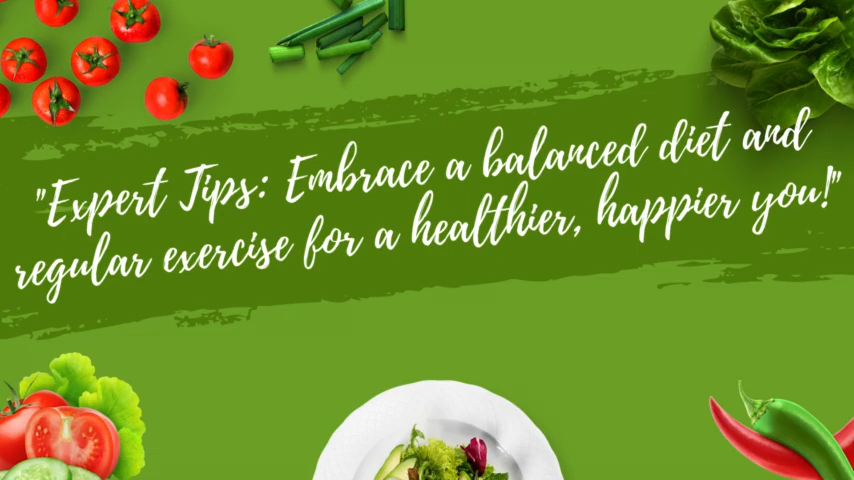 "Expert Tips: Embrace a balanced diet and
regular exercise for a healthier, happier you!"